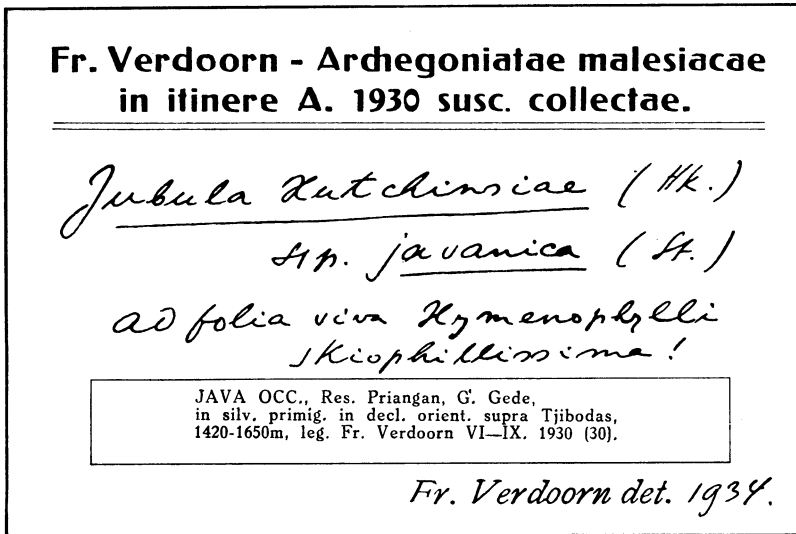 Fr. Verdoorn - Archegoniatae malesiacae
in itinere A. 1930 susc. collectae.
Jubula Hutchinsiae (Hk.)
ssp. javanica (St.)
ad folia viva Hymenophylli
skiophillissima!
JAVA OCC., Res. Priangan, G. Gede,
in silv. primig. in decl. orient. supra Tjibodas,
1420-1650m, leg. Fr. Verdoorn VI—IX. 1930 (30).
Fr. Verdoorn det. 1934.